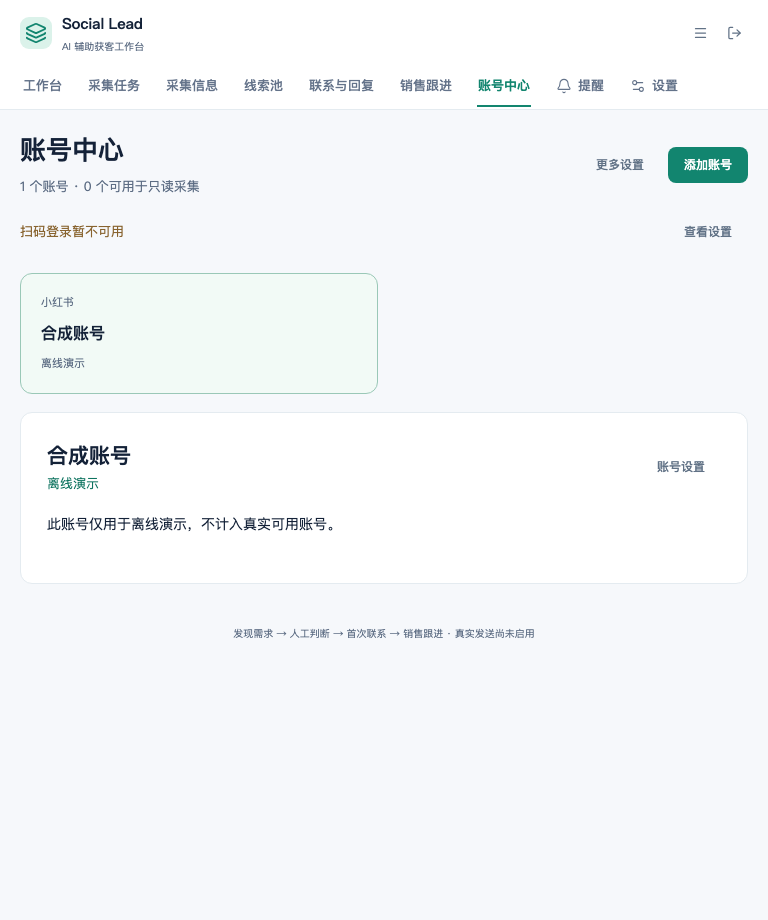 Social Lead
AI 辅助获客工作台
工作台 采集任务 采集信息 线索池 联系与回复 销售跟进 账号中心 提醒 设置
账号中心
1 个账号 · 0 个可用于只读采集
更多设置 添加账号
扫码登录暂不可用 查看设置
小红书
合成账号
离线演示
合成账号
离线演示
账号设置
此账号仅用于离线演示，不计入真实可用账号。
发现需求 → 人工判断 → 首次联系 → 销售跟进 · 真实发送尚未启用